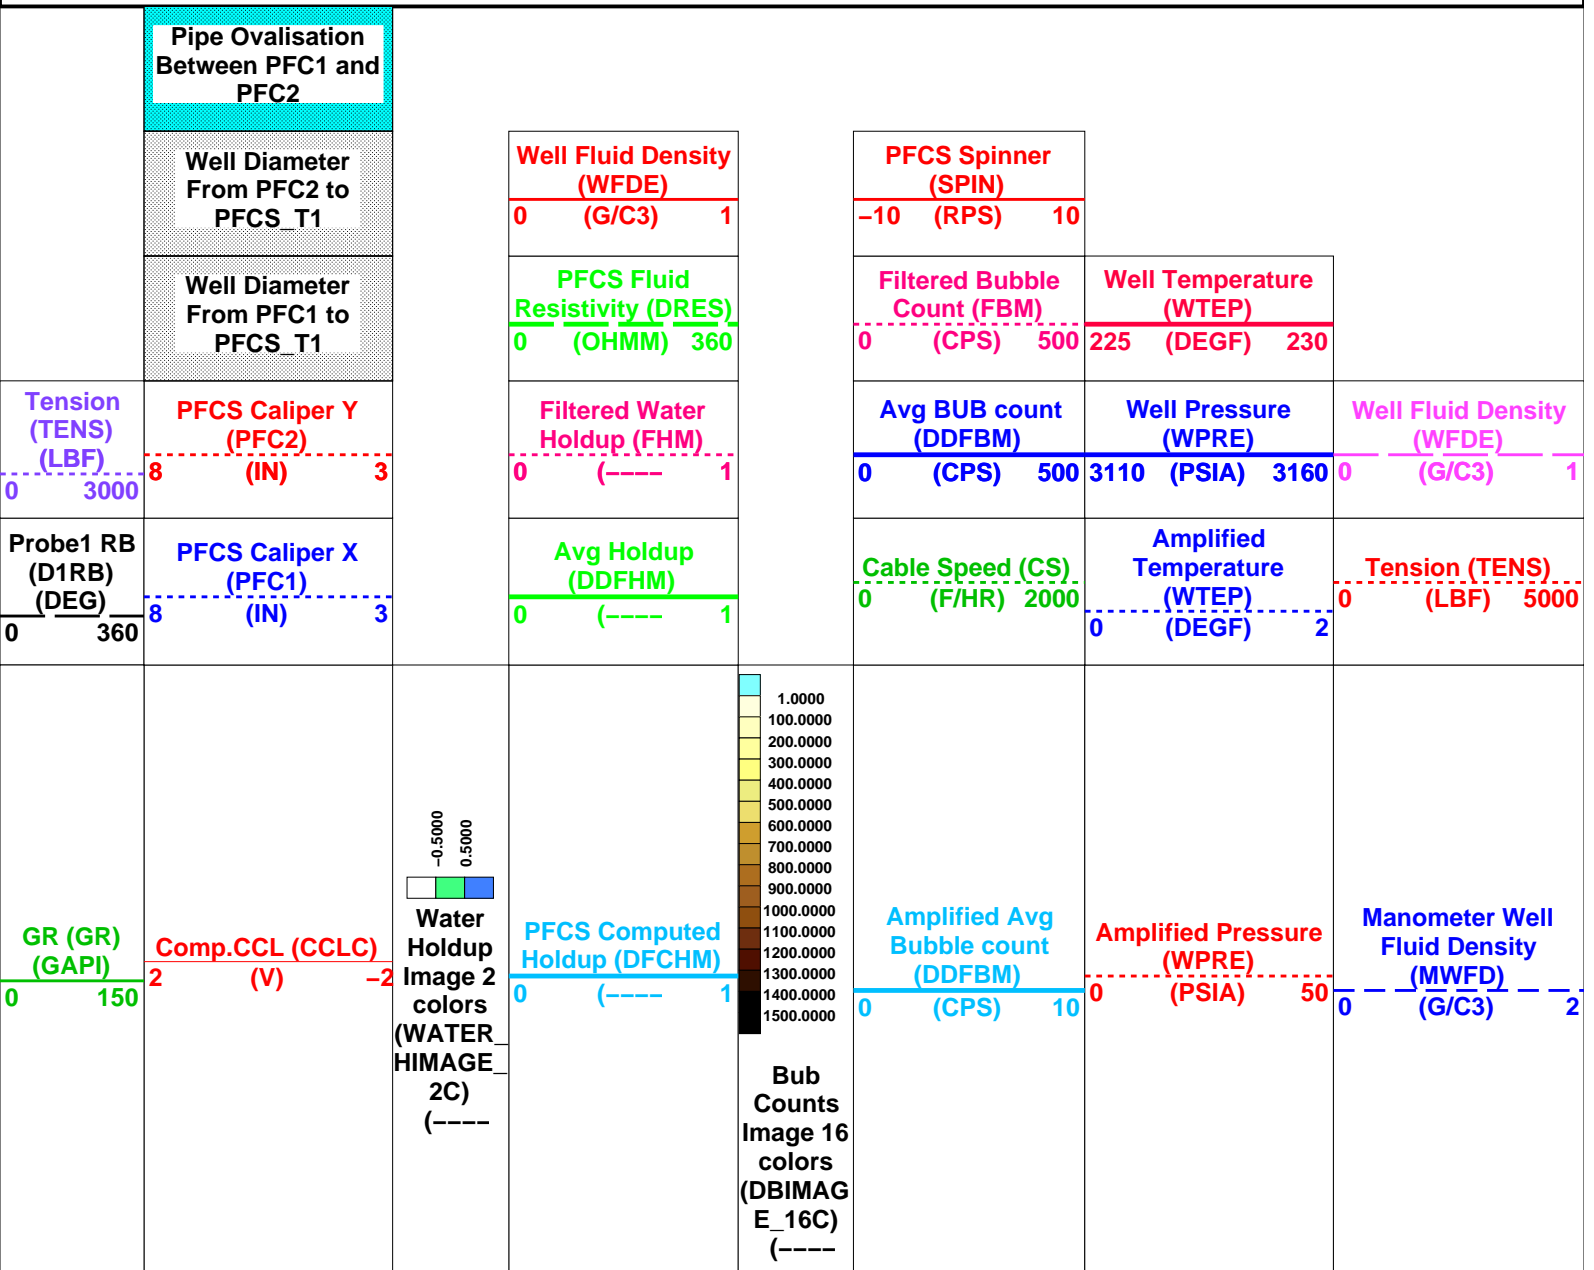 Pipe Ovalisation
Between PFC1 and
PFC2
Well Diameter
From PFC2 to
PFCS_T1
Well Fluid Density
(WFDE)
0 (G/C3) 1
PFCS Spinner
(SPIN)
−10 (RPS) 10
Well Diameter
From PFC1 to
PFCS_T1
PFCS Fluid
Resistivity (DRES)
0 (OHMM) 360
Filtered Bubble
Count (FBM)
0 (CPS) 500
Well Temperature
(WTEP)
225 (DEGF) 230
Tension
(TENS)
(LBF)
0 3000
PFCS Caliper Y
(PFC2)
8 (IN) 3
Filtered Water
Holdup (FHM)
0 (−−−− 1
Avg BUB count
(DDFBM)
0 (CPS) 500
Well Pressure
(WPRE)
3110 (PSIA) 3160
Well Fluid Density
(WFDE)
0 (G/C3) 1
Probe1 RB
(D1RB)
(DEG)
0 360
PFCS Caliper X
(PFC1)
8 (IN) 3
Avg Holdup
(DDFHM)
0 (−−−− 1
Cable Speed (CS)
0 (F/HR) 2000
Amplified
Temperature
(WTEP)
0 (DEGF) 2
Tension (TENS)
0 (LBF) 5000
GR (GR)
(GAPI)
0 150
Comp.CCL (CCLC)
2 (V) −2
−0.5000
0.5000
Water
Holdup
Image 2
colors
(WATER_
HIMAGE_
2C)
(−−−−
PFCS Computed
Holdup (DFCHM)
0 (−−−− 1
1.0000
100.0000
200.0000
300.0000
400.0000
500.0000
600.0000
700.0000
800.0000
900.0000
1000.0000
1100.0000
1200.0000
1300.0000
1400.0000
1500.0000
Bub
Counts
Image 16
colors
(DBIMAG
E_16C)
(−−−−
Amplified Avg
Bubble count
(DDFBM)
0 (CPS) 10
Amplified Pressure
(WPRE)
0 (PSIA) 50
Manometer Well
Fluid Density
(MWFD)
0 (G/C3) 2